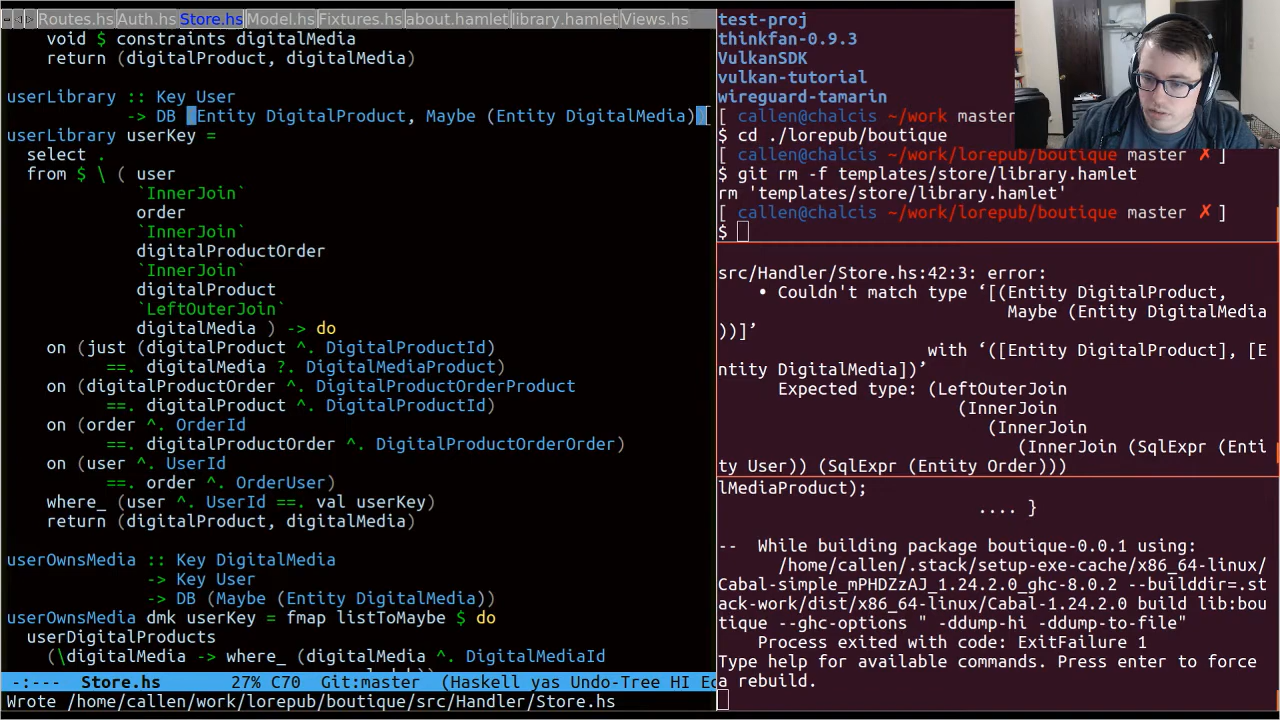 Routes.hs Auth.hs Store.hs Model.hs Fixtures.hs about.hamlet library.hamlet Views.hs
void $ constraints digitalMedia
return (digitalProduct, digitalMedia)
userLibrary :: Key User
-> DB (Entity DigitalProduct, Maybe (Entity DigitalMedia))
userLibrary userKey =
select .
from $ \ ( user
`InnerJoin`
order
`InnerJoin`
digitalProductOrder
`InnerJoin`
digitalProduct
`LeftOuterJoin`
digitalMedia ) -> do
on (just (digitalProduct ^. DigitalProductId)
==. digitalMedia ?. DigitalMediaProduct)
on (digitalProductOrder ^. DigitalProductOrderProduct
==. digitalProduct ^. DigitalProductId)
on (order ^. OrderId
==. digitalProductOrder ^. DigitalProductOrderOrder)
on (user ^. UserId
==. order ^. OrderUser)
where_ (user ^. UserId ==. val userKey)
return (digitalProduct, digitalMedia)
userOwnsMedia :: Key DigitalMedia
-> Key User
-> DB (Maybe (Entity DigitalMedia))
userOwnsMedia dmk userKey = fmap listToMaybe $ do
userDigitalProducts
(\digitalMedia -> where_ (digitalMedia ^. DigitalMediaId
-:--- Store.hs 27% C70 Git:master (Haskell yas Undo-Tree HI Ec
Wrote /home/callen/work/lorepub/boutique/src/Handler/Store.hs
test-proj
thinkfan-0.9.3
VulkanSDK
vulkan-tutorial
wireguard-tamarin
[ callen@chalcis ~/work master
$ cd ./lorepub/boutique
[ callen@chalcis ~/work/lorepub/boutique master ✗ ]
$ git rm -f templates/store/library.hamlet
rm 'templates/store/library.hamlet'
[ callen@chalcis ~/work/lorepub/boutique master ✗ ]
$
src/Handler/Store.hs:42:3: error:
• Couldn't match type ‘[(Entity DigitalProduct,
Maybe (Entity DigitalMedia
))]’
with ‘([Entity DigitalProduct], [E
ntity DigitalMedia])’
Expected type: (LeftOuterJoin
(InnerJoin
(InnerJoin
(InnerJoin (SqlExpr (Enti
ty User)) (SqlExpr (Entity Order)))
lMediaProduct);
.... }
-- While building package boutique-0.0.1 using:
/home/callen/.stack/setup-exe-cache/x86_64-linux/
Cabal-simple_mPHDZzAJ_1.24.2.0_ghc-8.0.2 --builddir=.st
ack-work/dist/x86_64-linux/Cabal-1.24.2.0 build lib:bou
tique --ghc-options " -ddump-hi -ddump-to-file"
Process exited with code: ExitFailure 1
Type help for available commands. Press enter to force
a rebuild.